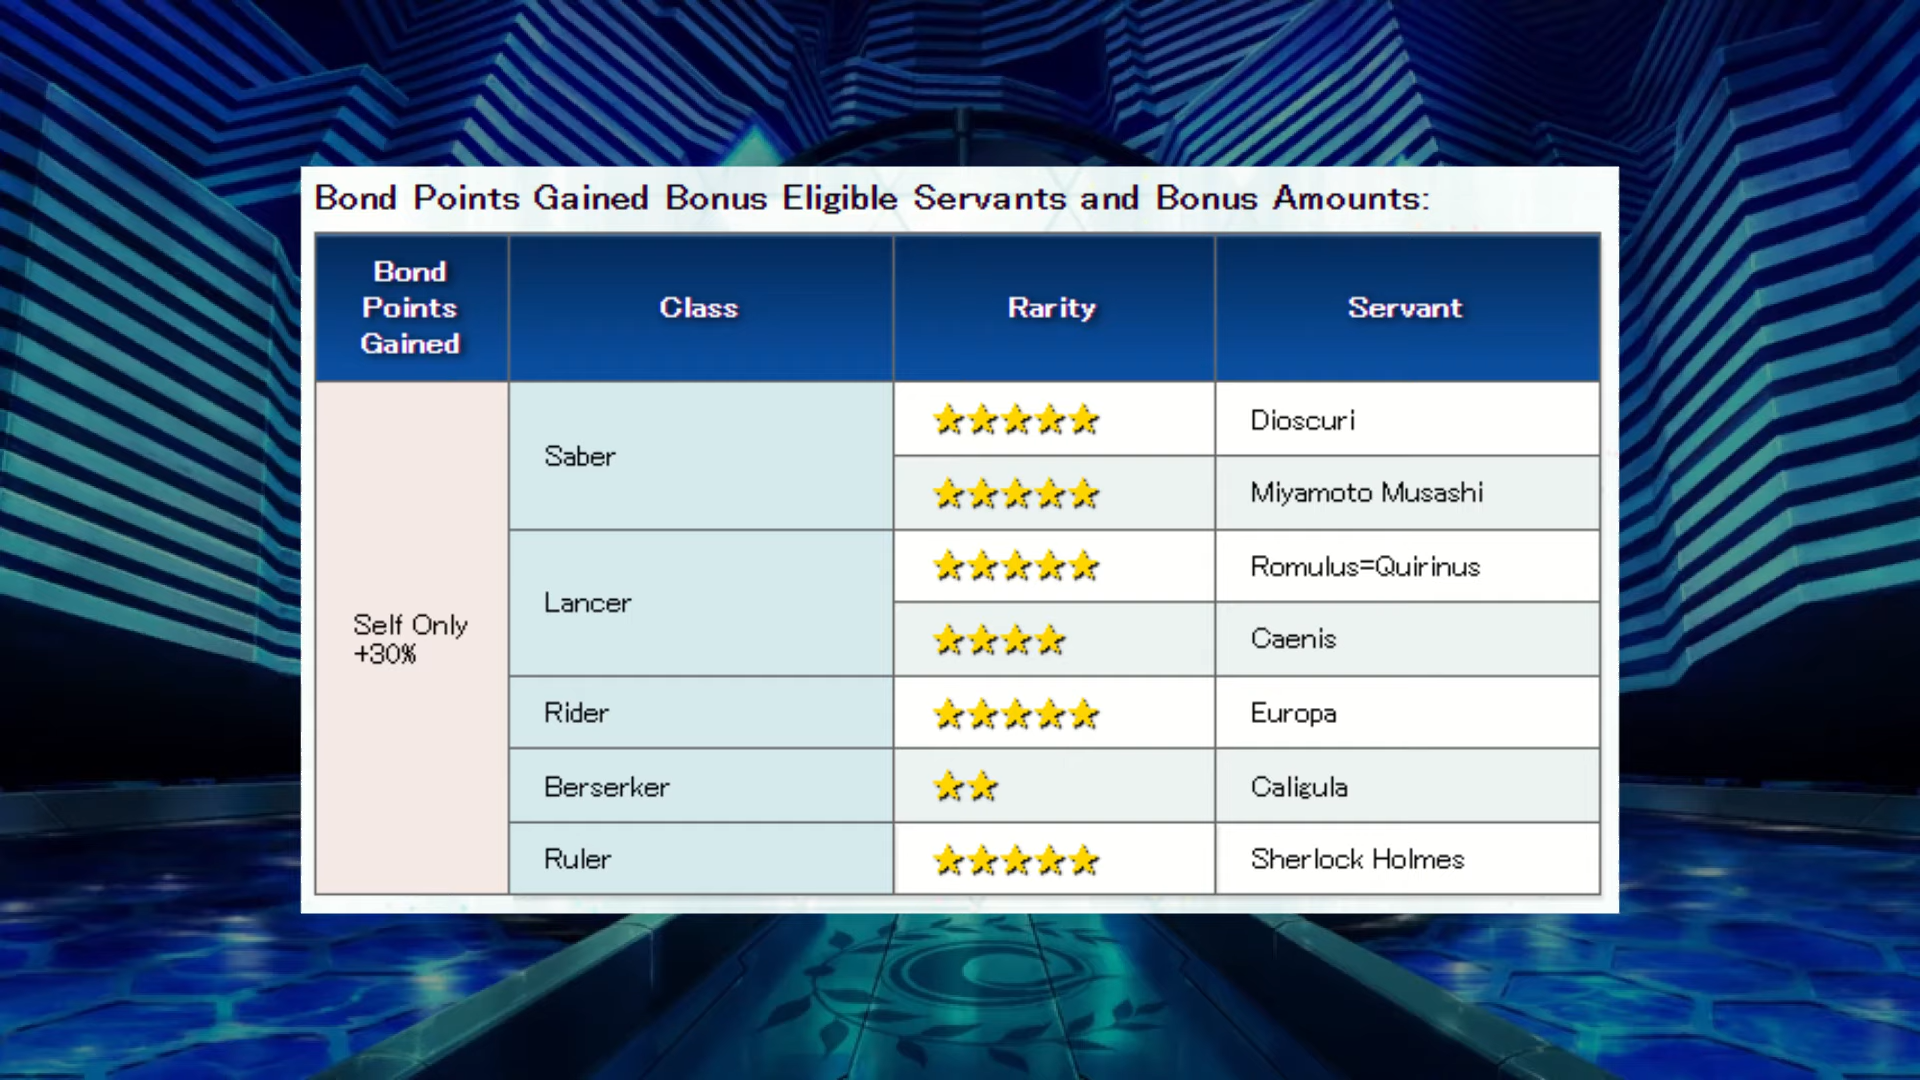 Bond Points Gained Bonus Eligible Servants and Bonus Amounts:
Bond
Points
Gained
Class
Rarity
Servant
Self Only
+30%
Saber
★★★★★
Dioscuri
★★★★★
Miyamoto Musashi
Lancer
★★★★★
Romulus=Quirinus
★★★★
Caenis
Rider
★★★★★
Europa
Berserker
★★
Caligula
Ruler
★★★★★
Sherlock Holmes